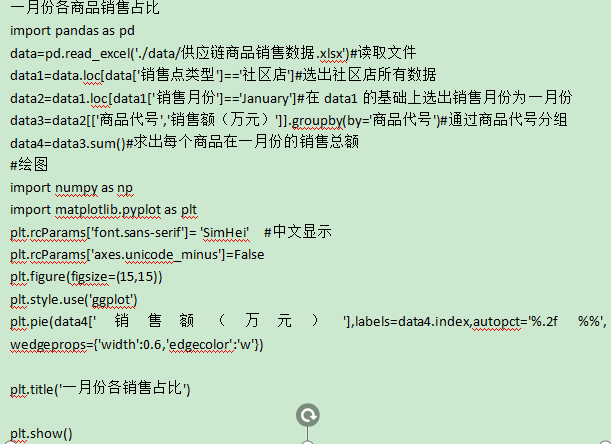 一月份各商品销售占比
import pandas as pd
data=pd.read_excel('./data/供应链商品销售数据.xlsx')#读取文件
data1=data.loc[data['销售点类型']=='社区店']#选出社区店所有数据
data2=data1.loc[data1['销售月份']=='January']#在 data1 的基础上选出销售月份为一月份
data3=data2[['商品代号','销售额（万元）']].groupby(by='商品代号')#通过商品代号分组
data4=data3.sum()#求出每个商品在一月份的销售总额
#绘图
import numpy as np
import matplotlib.pyplot as plt
plt.rcParams['font.sans-serif']= 'SimHei' #中文显示
plt.rcParams['axes.unicode_minus']=False
plt.figure(figsize=(15,15))
plt.style.use('ggplot')
plt.pie(data4[' 销 售 额 （ 万 元 ） '],labels=data4.index,autopct='%.2f %%',
wedgeprops={'width':0.6,'edgecolor':'w'})
plt.title('一月份各销售占比')
plt.show()